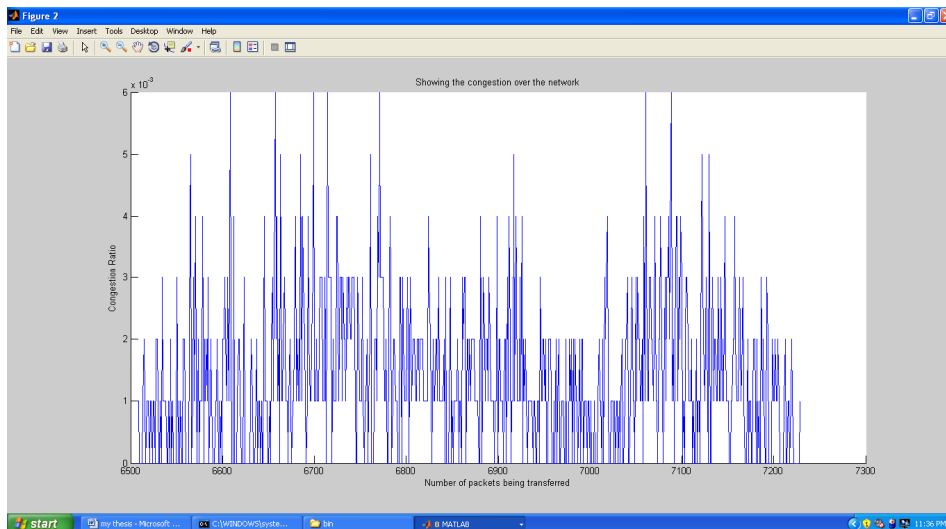 Figure 2
File Edit View Insert Tools Desktop Window Help
x 10^-3
Showing the congestion over the network
6
5
4
3
2
1
0
Congestion Ratio
6500 6600 6700 6800 6900 7000 7100 7200 7300
Number of packets being transferred
start my thesis - Microsoft ... C:\WINDOWS\syste... bin 8 MATLAB 11:36 PM